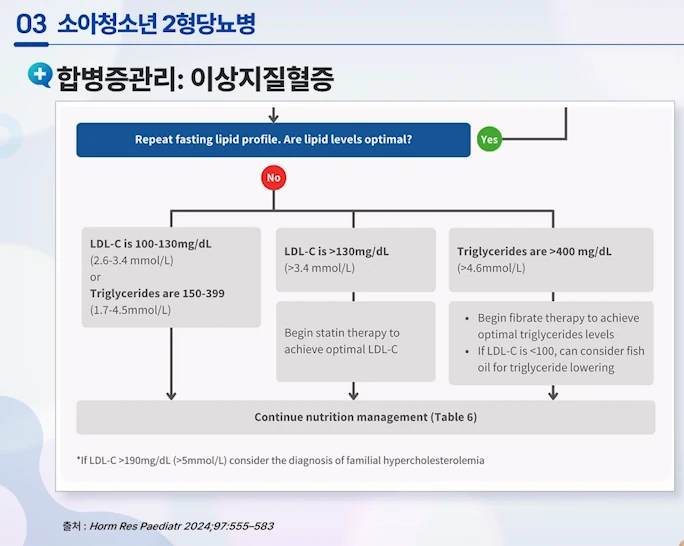 03 소아청소년 2형당뇨병
합병증관리: 이상지질혈증
Repeat fasting lipid profile. Are lipid levels optimal?
Yes
No
LDL-C is 100-130mg/dL
(2.6-3.4 mmol/L)
or
Triglycerides are 150-399
(1.7-4.5mmol/L)
LDL-C is >130mg/dL
(>3.4 mmol/L)
Triglycerides are >400 mg/dL
(>4.6mmol/L)
Begin statin therapy to
achieve optimal LDL-C
• Begin fibrate therapy to achieve
optimal triglycerides levels
• If LDL-C is <100, can consider fish
oil for triglyceride lowering
Continue nutrition management (Table 6)
*If LDL-C >190mg/dL (>5mmol/L) consider the diagnosis of familial hypercholesterolemia
출처 : Horm Res Paediatr 2024;97:555–583